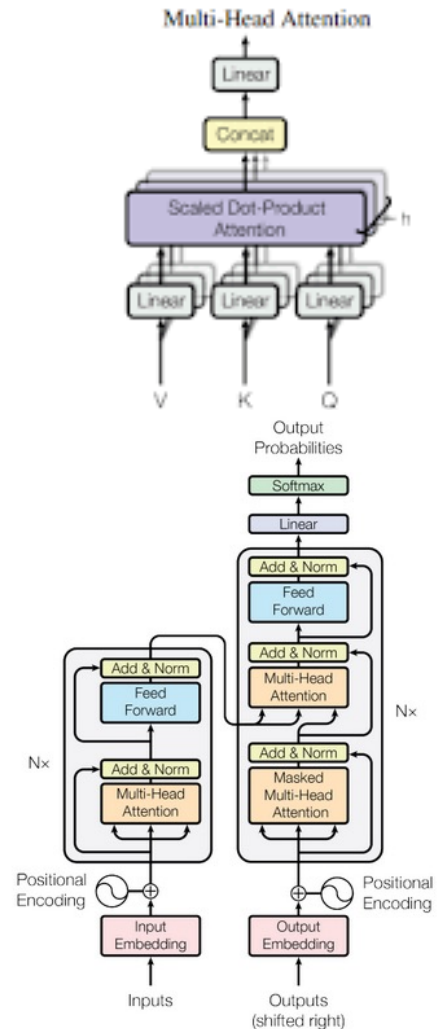 Multi-Head Attention
Linear
Concat
Scaled Dot-Product
Attention
h
Linear
Linear
Linear
V
K
Q
Output
Probabilities
Softmax
Linear
Add & Norm
Feed
Forward
Add & Norm
Multi-Head
Attention
Add & Norm
Masked
Multi-Head
Attention
Nx
Add & Norm
Feed
Forward
Add & Norm
Multi-Head
Attention
Nx
Positional
Encoding
Positional
Encoding
Input
Embedding
Output
Embedding
Inputs
Outputs
(shifted right)